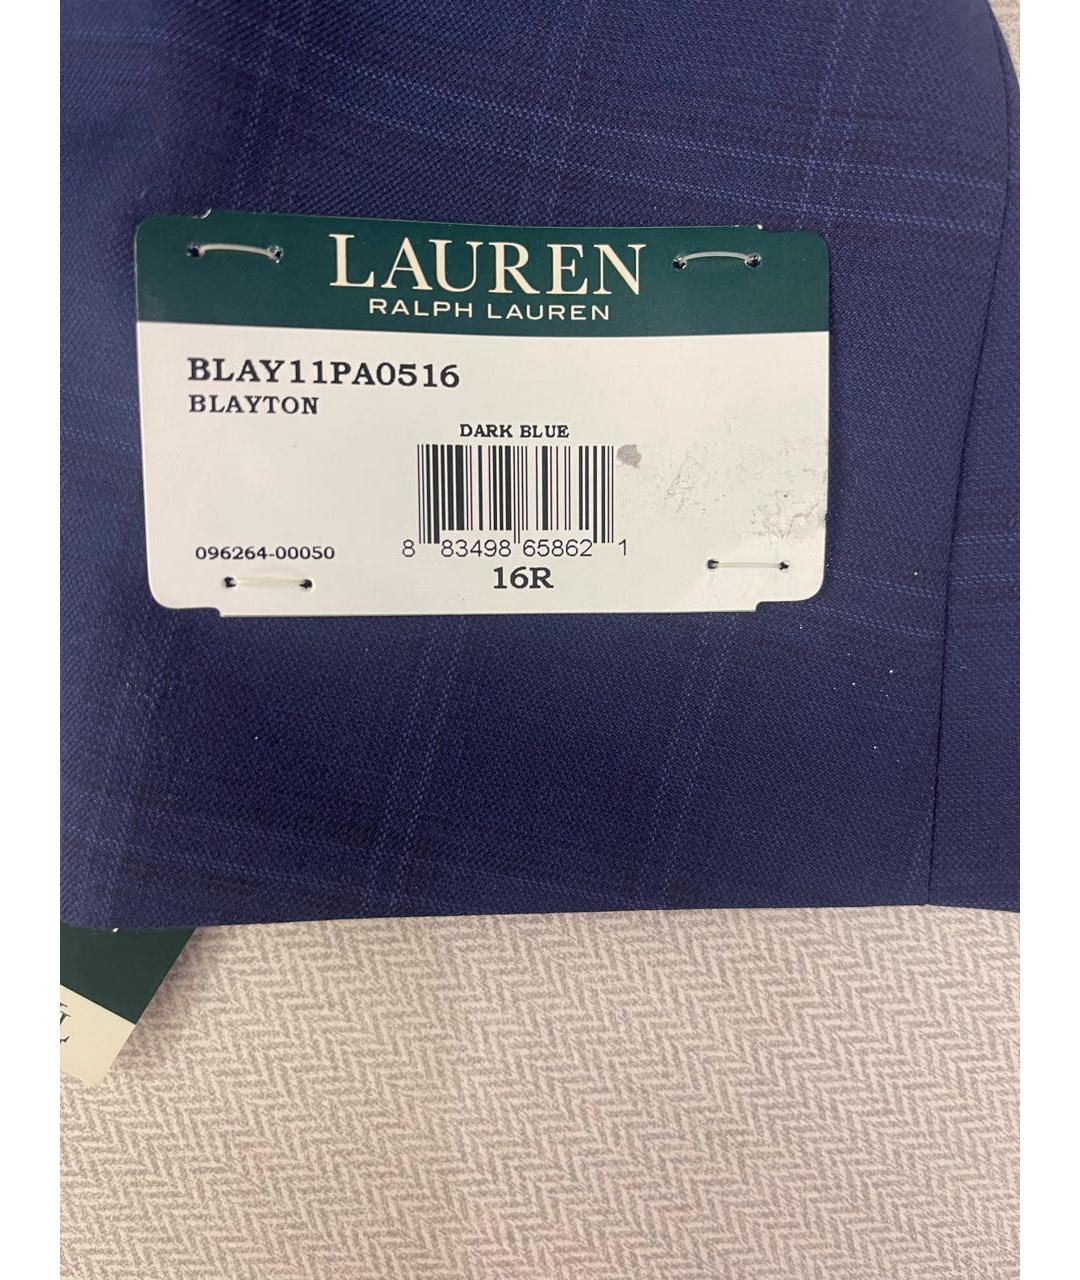 LAUREN
RALPH LAUREN
BLAY11PA0516
BLAYTON
DARK BLUE
096264-00050
8 83498 65862 1
16R